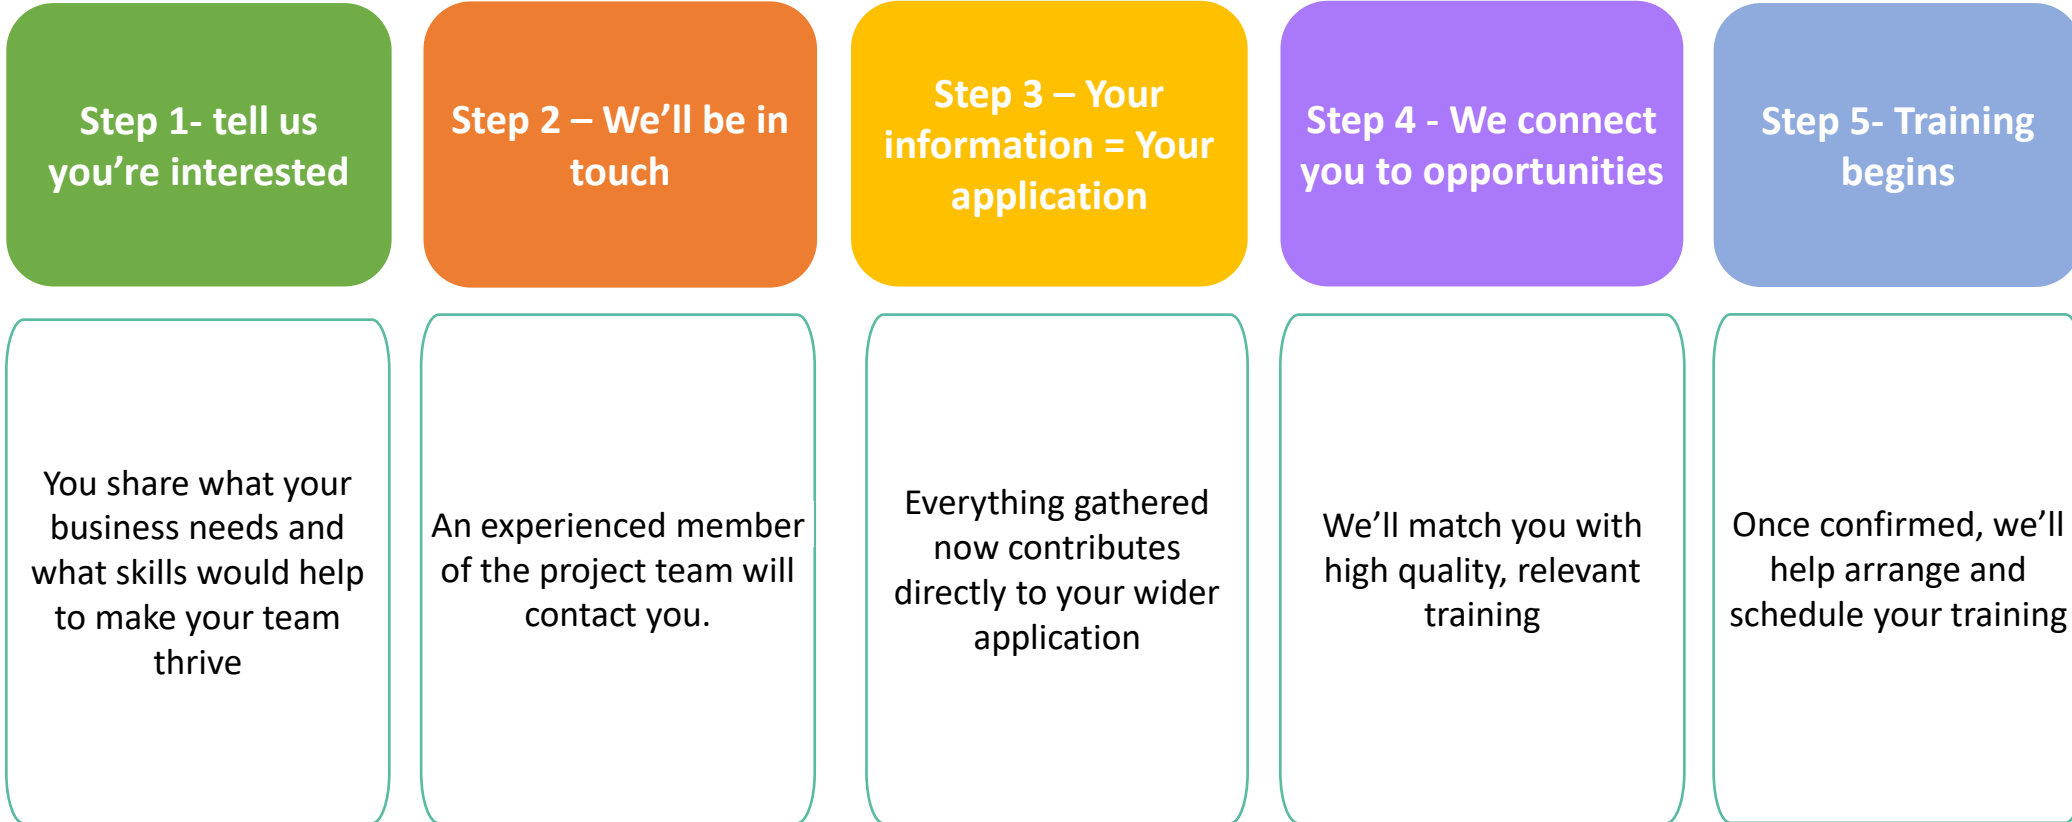 Step 1- tell us
you’re interested
Step 2 – We’ll be in
touch
Step 3 – Your
information = Your
application
Step 4 - We connect
you to opportunities
Step 5- Training
begins
You share what your
business needs and
what skills would help
to make your team
thrive
An experienced member
of the project team will
contact you.
Everything gathered
now contributes
directly to your wider
application
We’ll match you with
high quality, relevant
training
Once confirmed, we’ll
help arrange and
schedule your training